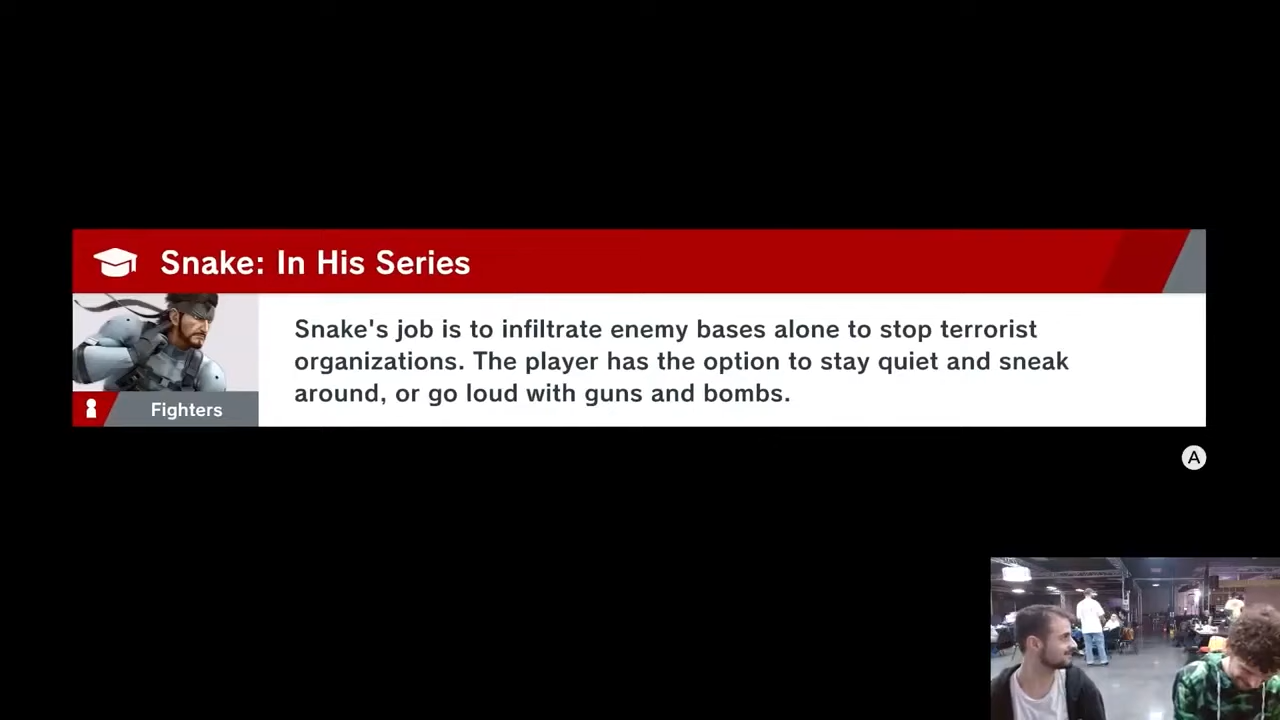 Snake: In His Series
Snake's job is to infiltrate enemy bases alone to stop terrorist
organizations. The player has the option to stay quiet and sneak
around, or go loud with guns and bombs.
Fighters
A